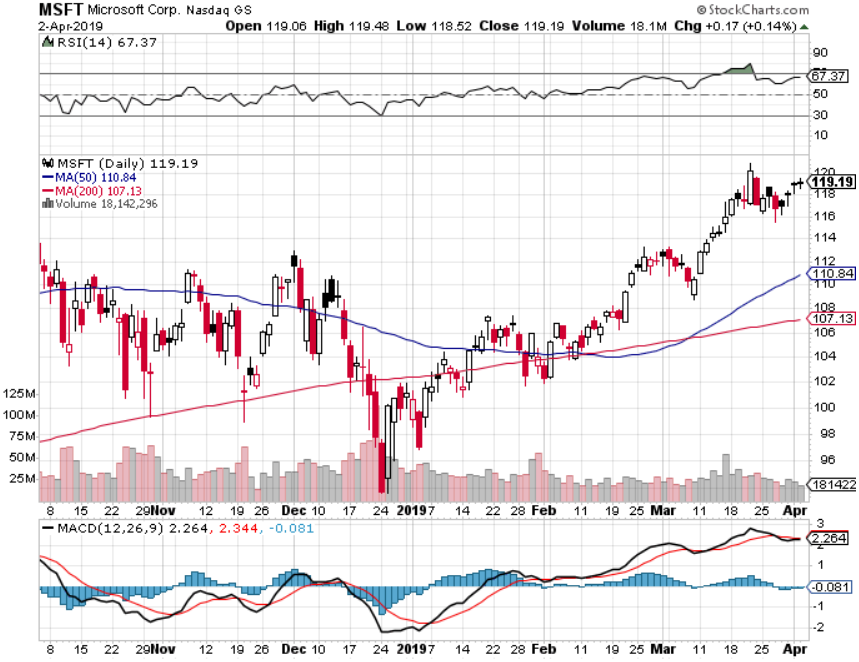 MSFT Microsoft Corp. Nasdaq GS © StockCharts.com
2-Apr-2019 Open 119.06 High 119.48 Low 118.52 Close 119.19 Volume 18.1M Chg +0.17 (+0.14%)
RSI(14) 67.37
90
67.37
50
30
10
MSFT (Daily) 119.19
MA(50) 110.84
MA(200) 107.13
Volume 18,142,296
120
119.19
118
116
114
112
110.84
110
108
107.13
106
104
102
100
98
96
125M
100M
75M
50M
25M
181422
8 15 22 29 Nov 12 19 26 Dec 10 17 24 2019 7 14 22 28 Feb 11 19 25 Mar 11 18 25 Apr
MACD(12,26,9) 2.264, 2.344, -0.081
3
2.264
2
1
-0.081
-1
-2
8 15 22 29 Nov 12 19 26 Dec 10 17 24 2019 7 14 22 28 Feb 11 19 25 Mar 11 18 25 Apr